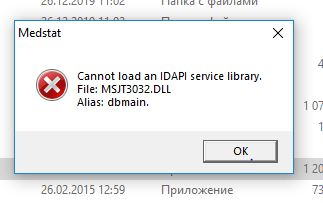 26.12.2019 11:02 Папка с файлами
Medstat
Cannot load an IDAPI service library.
File: MSJT3032.DLL
Alias: dbmain.
OK
26.02.2015 12:59 Приложение 73